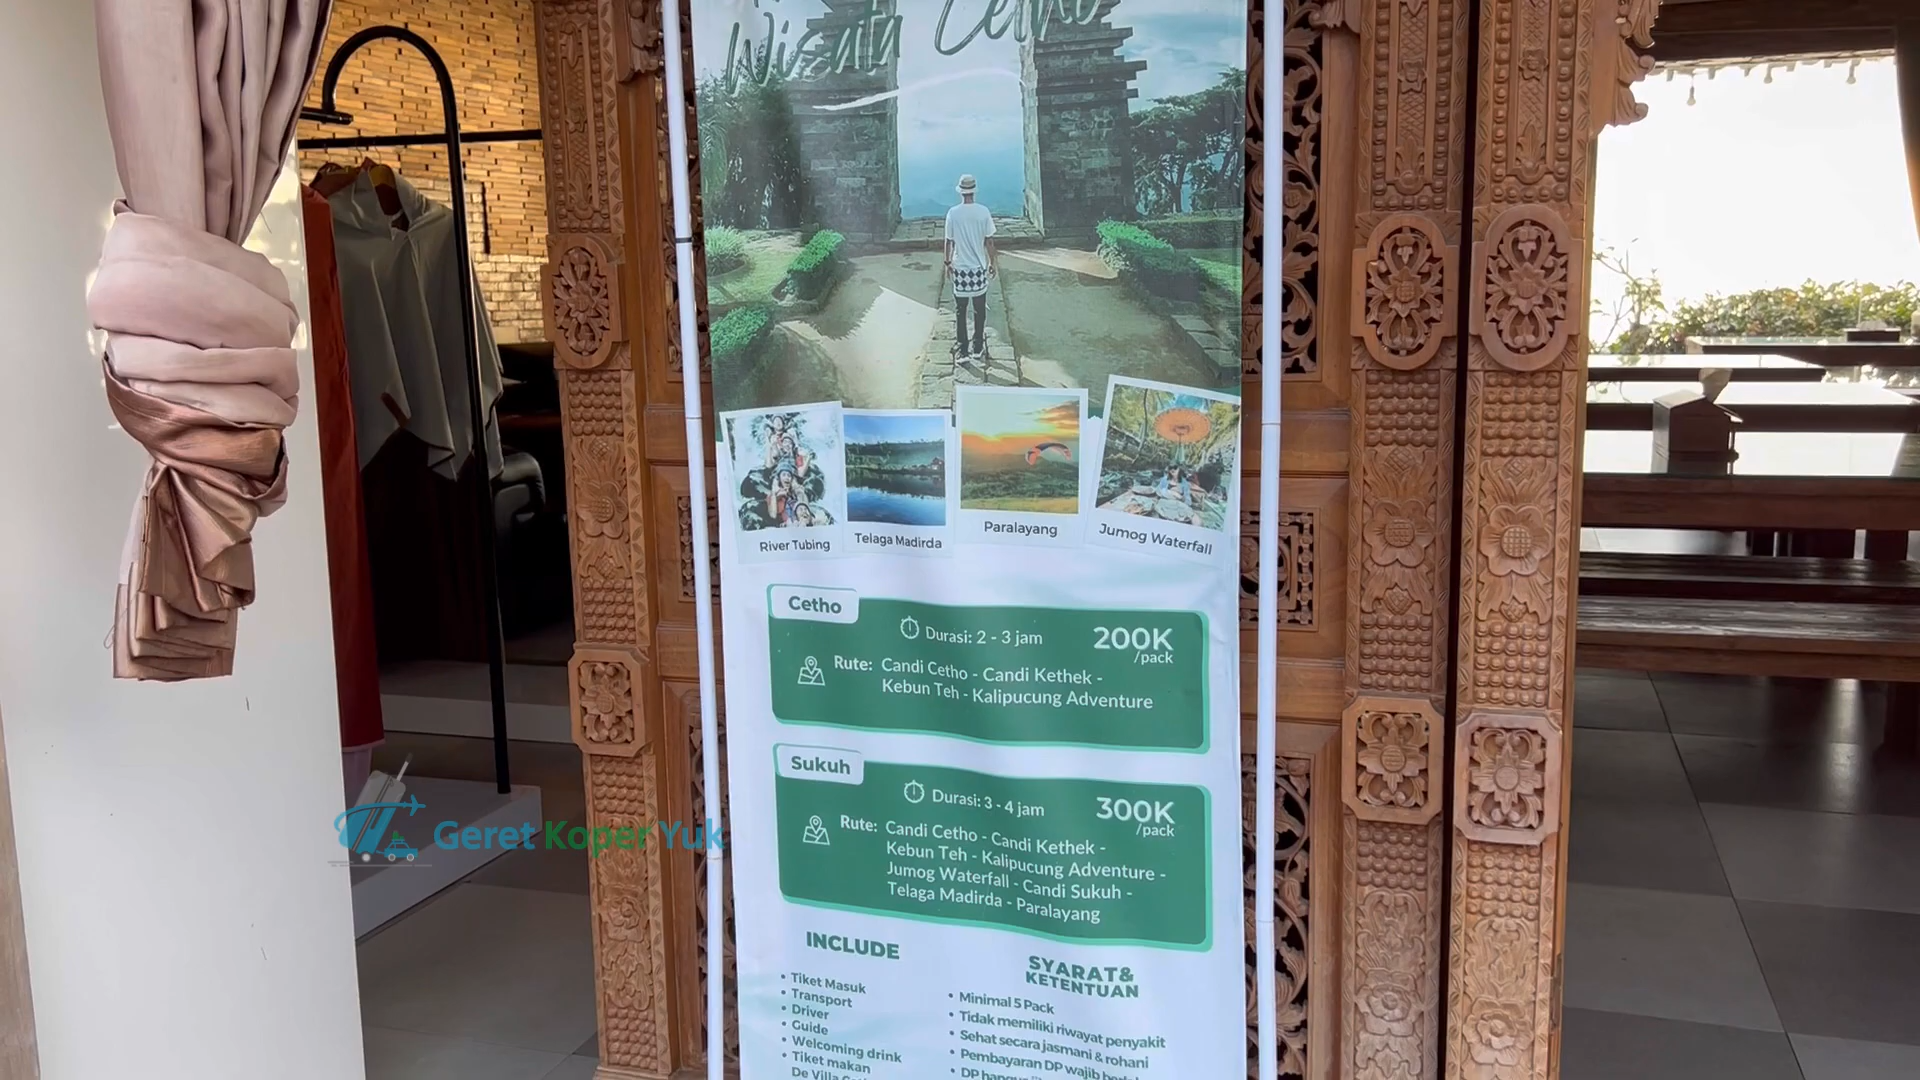 Wisata Cetho
River Tubing
Telaga Madirda
Paralayang
Jumog Waterfall
Cetho
Durasi: 2 - 3 jam
200K
/pack
Rute: Candi Cetho - Candi Kethek -
Kebun Teh - Kalipucung Adventure
Sukuh
Durasi: 3 - 4 jam
300K
/pack
Rute: Candi Cetho - Candi Kethek -
Kebun Teh - Kalipucung Adventure -
Jumog Waterfall - Candi Sukuh -
Telaga Madirda - Paralayang
Geret Koper Yuk
INCLUDE
• Tiket Masuk
• Transport
• Driver
• Guide
• Welcoming drink
• Tiket makan
De Villa
SYARAT&
KETENTUAN
• Minimal 5 Pack
• Tidak memiliki riwayat penyakit
• Sehat secara jasmani & rohani
• Pembayaran DP wajib
• DP